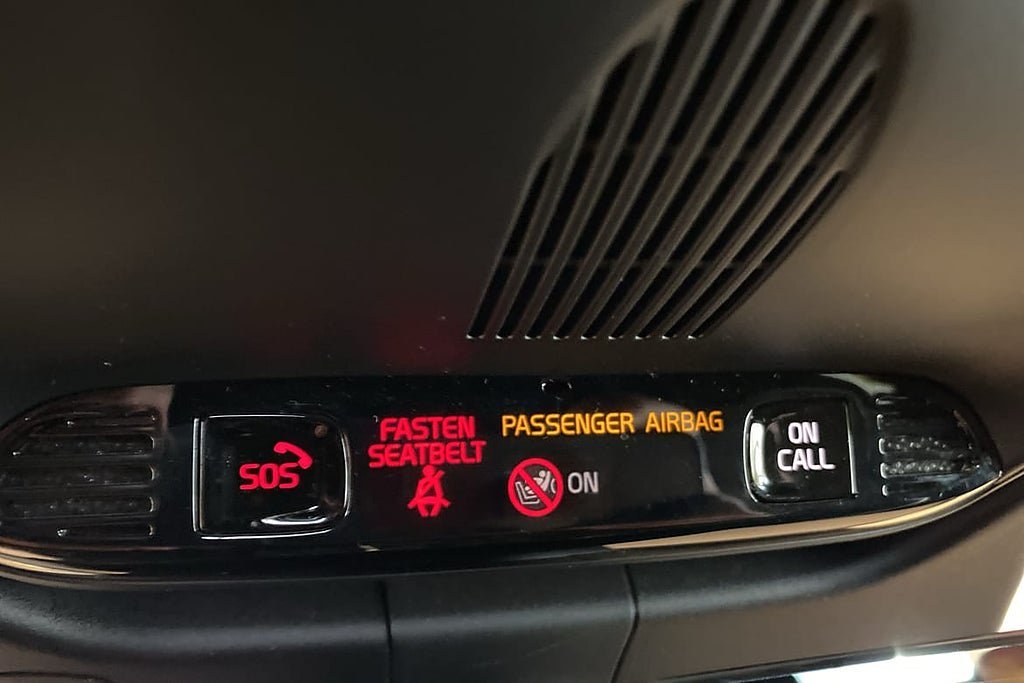 SOS
FASTEN
SEATBELT
PASSENGER AIRBAG
ON
ON
CALL